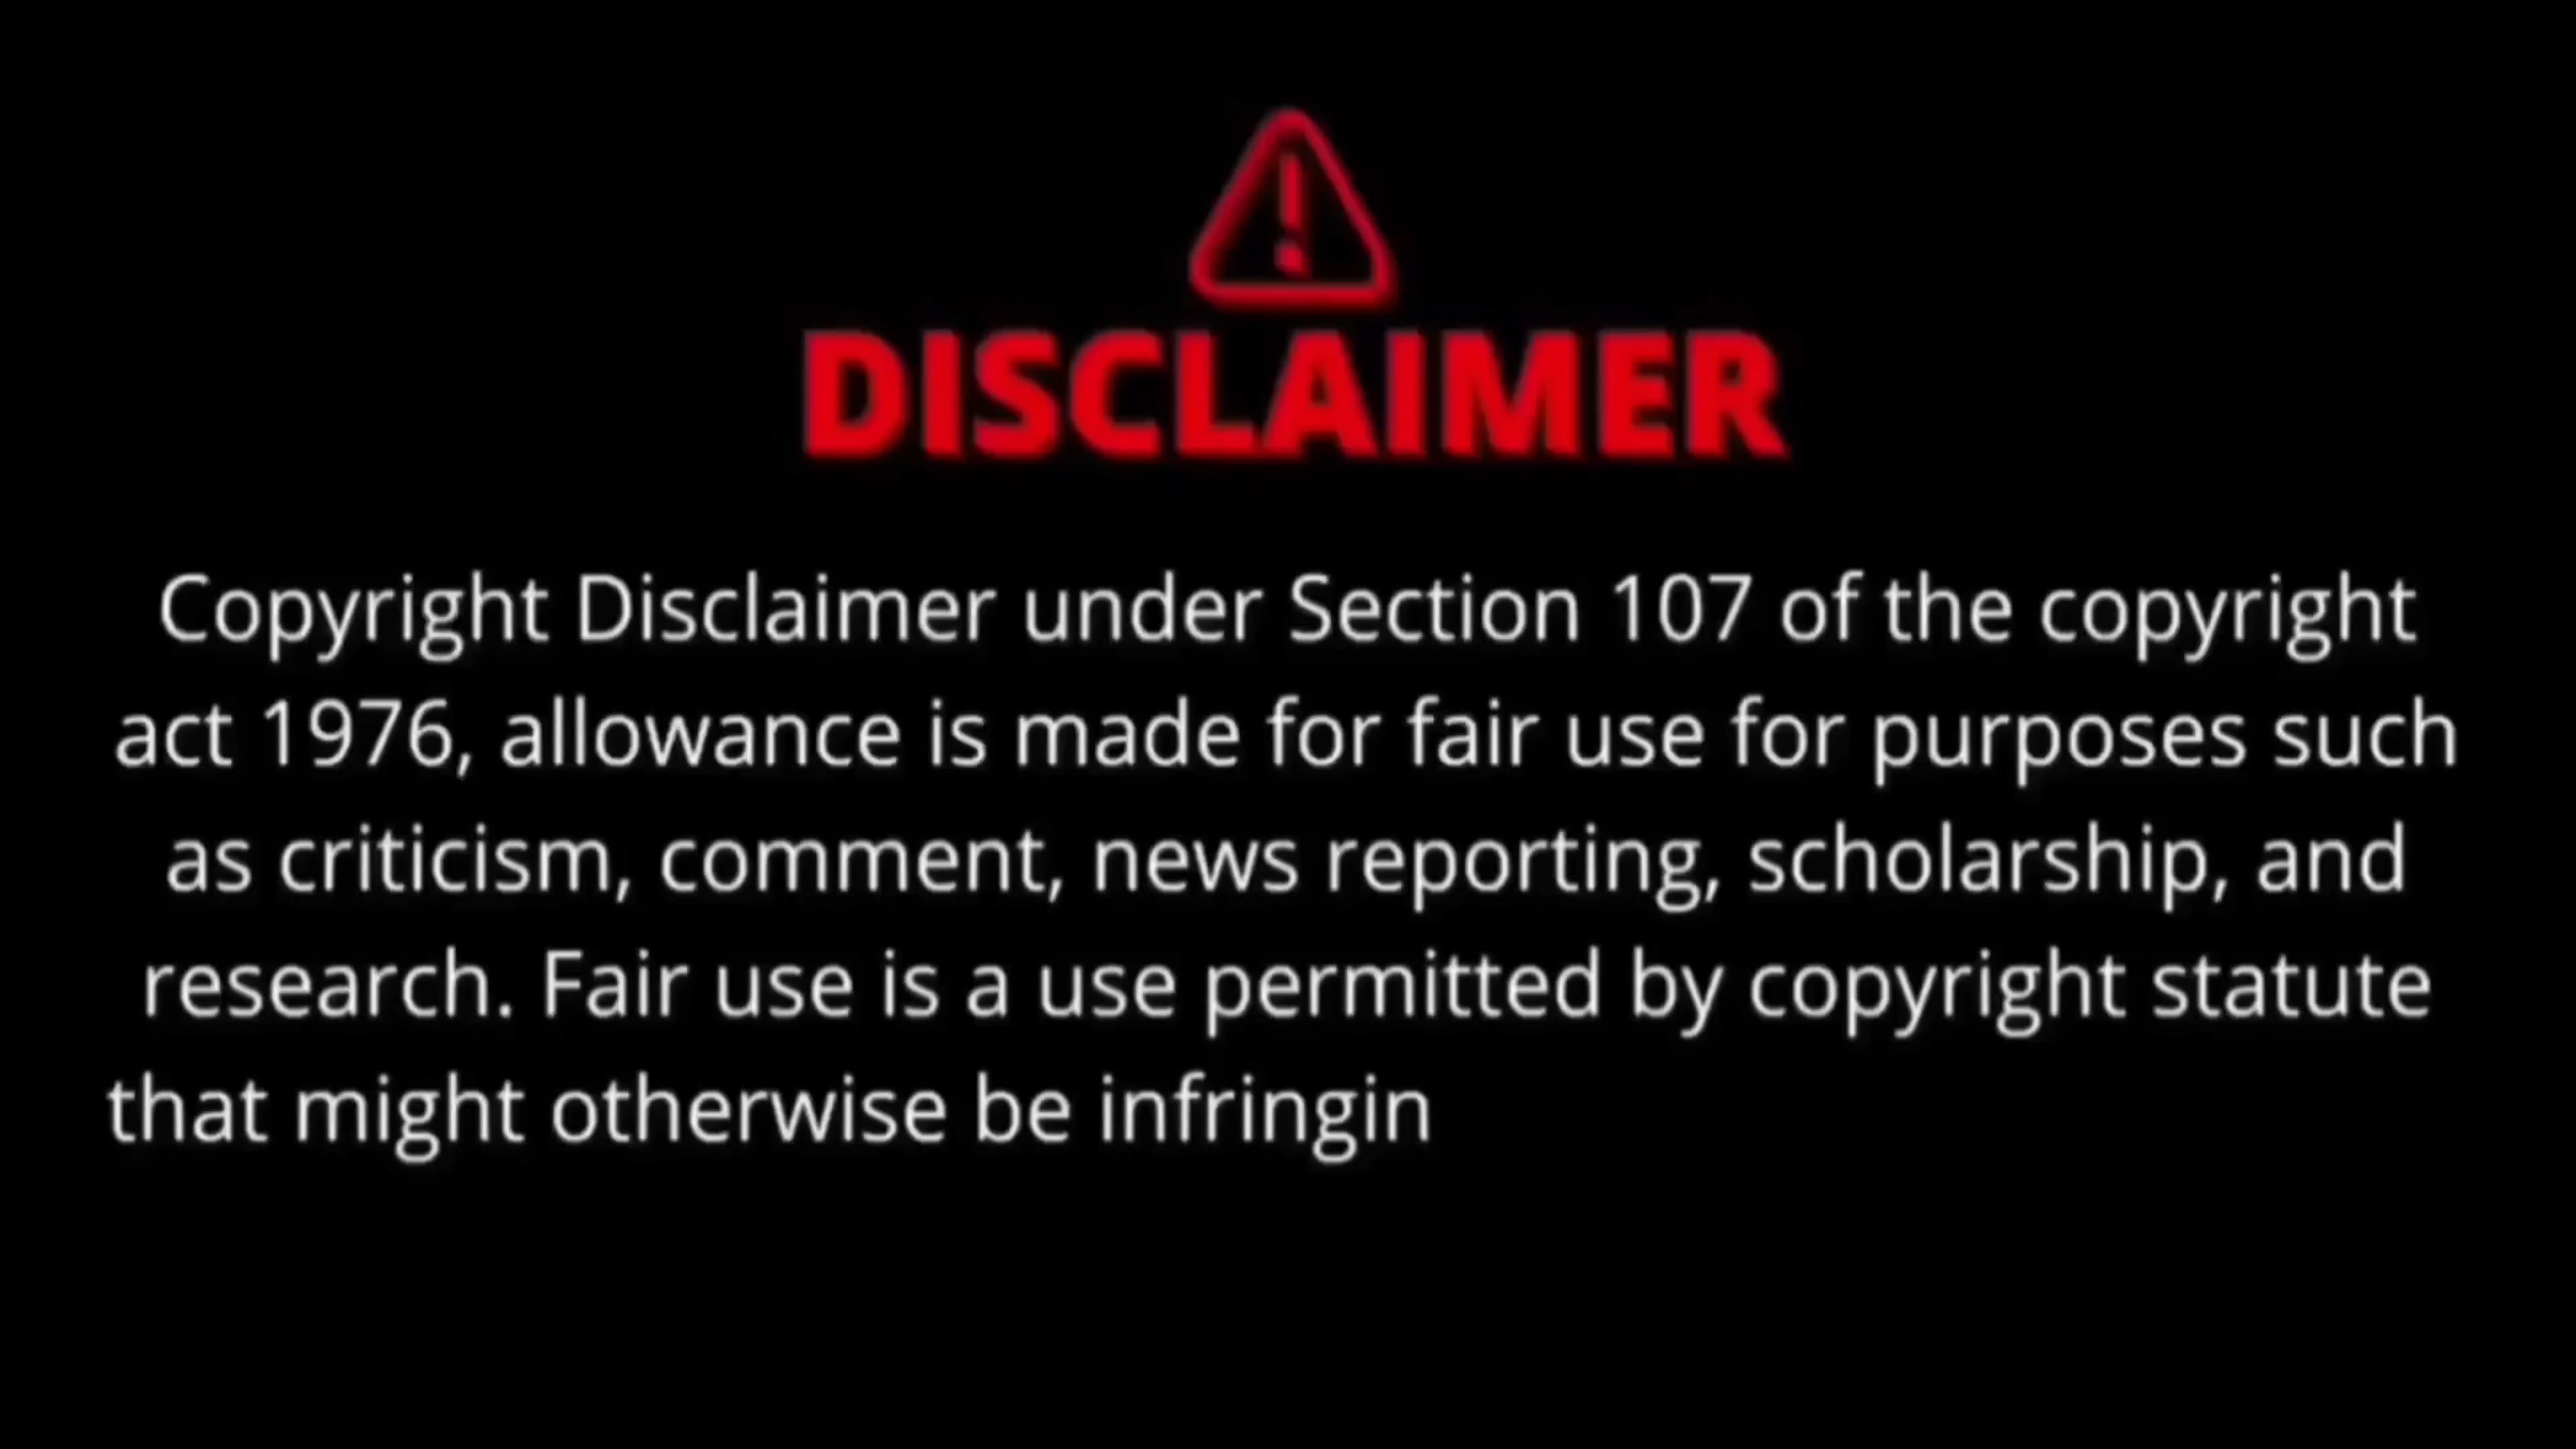 DISCLAIMER
Copyright Disclaimer under Section 107 of the copyright
act 1976, allowance is made for fair use for purposes such
as criticism, comment, news reporting, scholarship, and
research. Fair use is a use permitted by copyright statute
that might otherwise be infringin